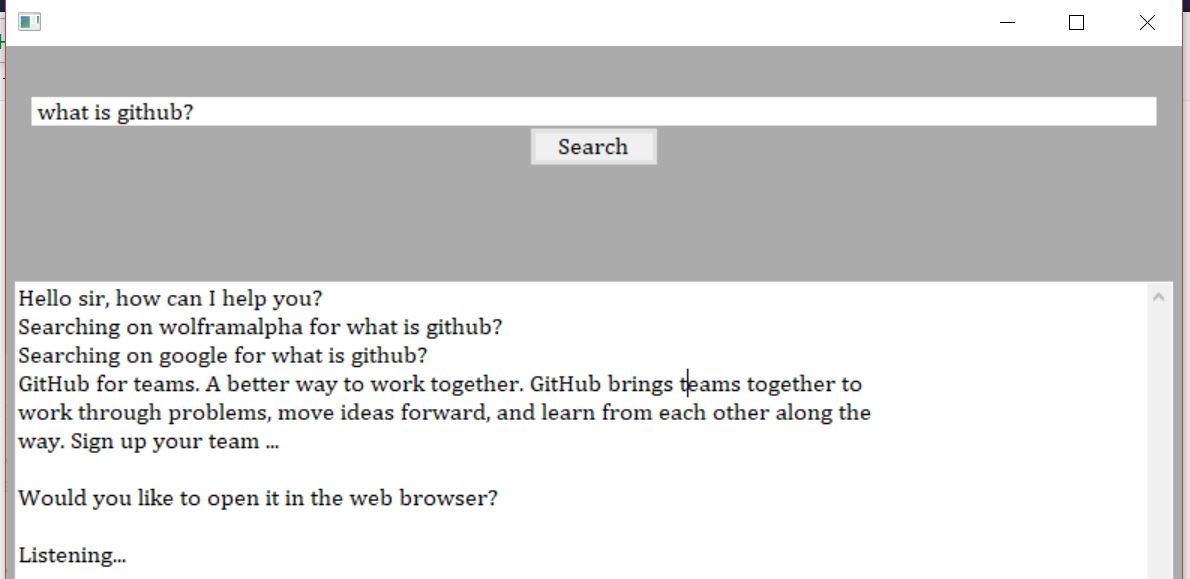 what is github?
Search
Hello sir, how can I help you?
Searching on wolframalpha for what is github?
Searching on google for what is github?
GitHub for teams. A better way to work together. GitHub brings teams together to
work through problems, move ideas forward, and learn from each other along the
way. Sign up your team ...
Would you like to open it in the web browser?
Listening...